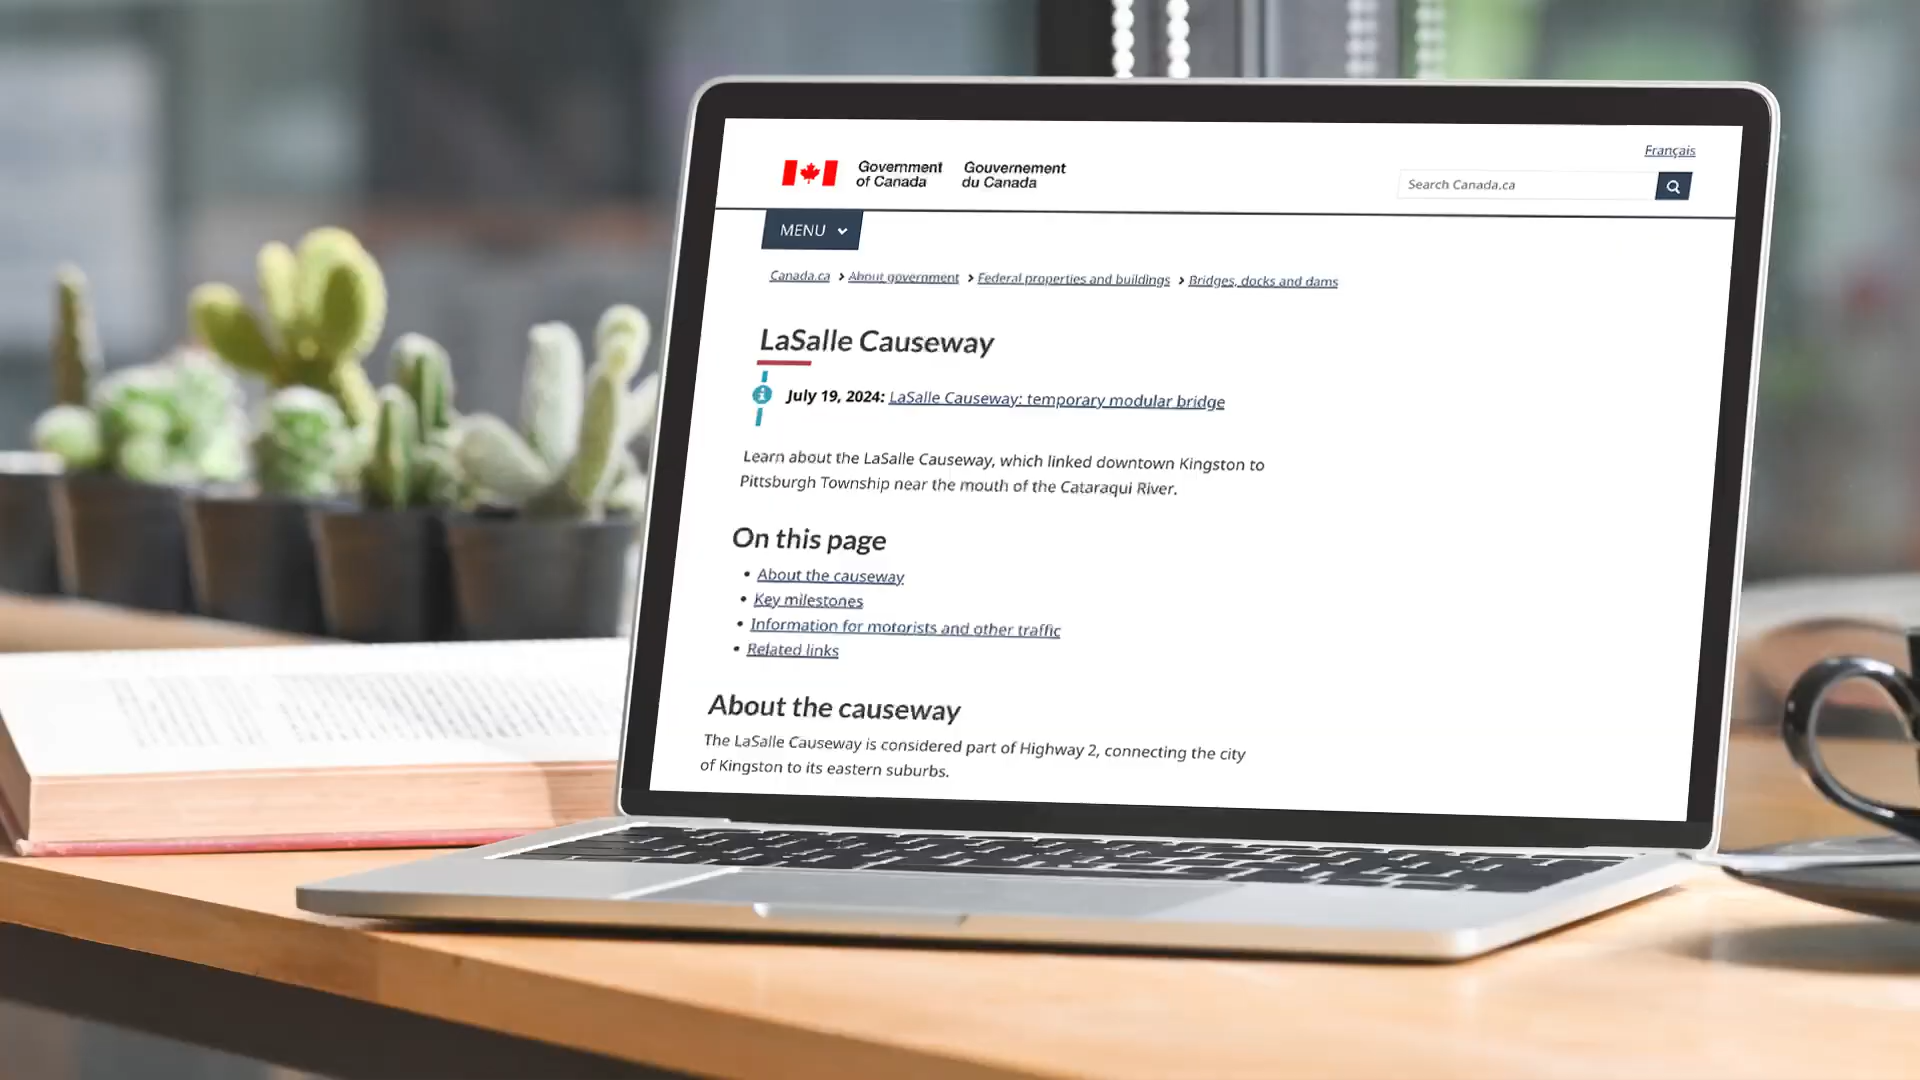 Français
Government
of Canada
Gouvernement
du Canada
Search Canada.ca
MENU
Canada.ca > About government > Federal properties and buildings > Bridges, docks and dams
LaSalle Causeway
July 19, 2024: LaSalle Causeway: temporary modular bridge
Learn about the LaSalle Causeway, which linked downtown Kingston to
Pittsburgh Township near the mouth of the Cataraqui River.
On this page
• About the causeway
• Key milestones
• Information for motorists and other traffic
• Related links
About the causeway
The LaSalle Causeway is considered part of Highway 2, connecting the city
of Kingston to its eastern suburbs.